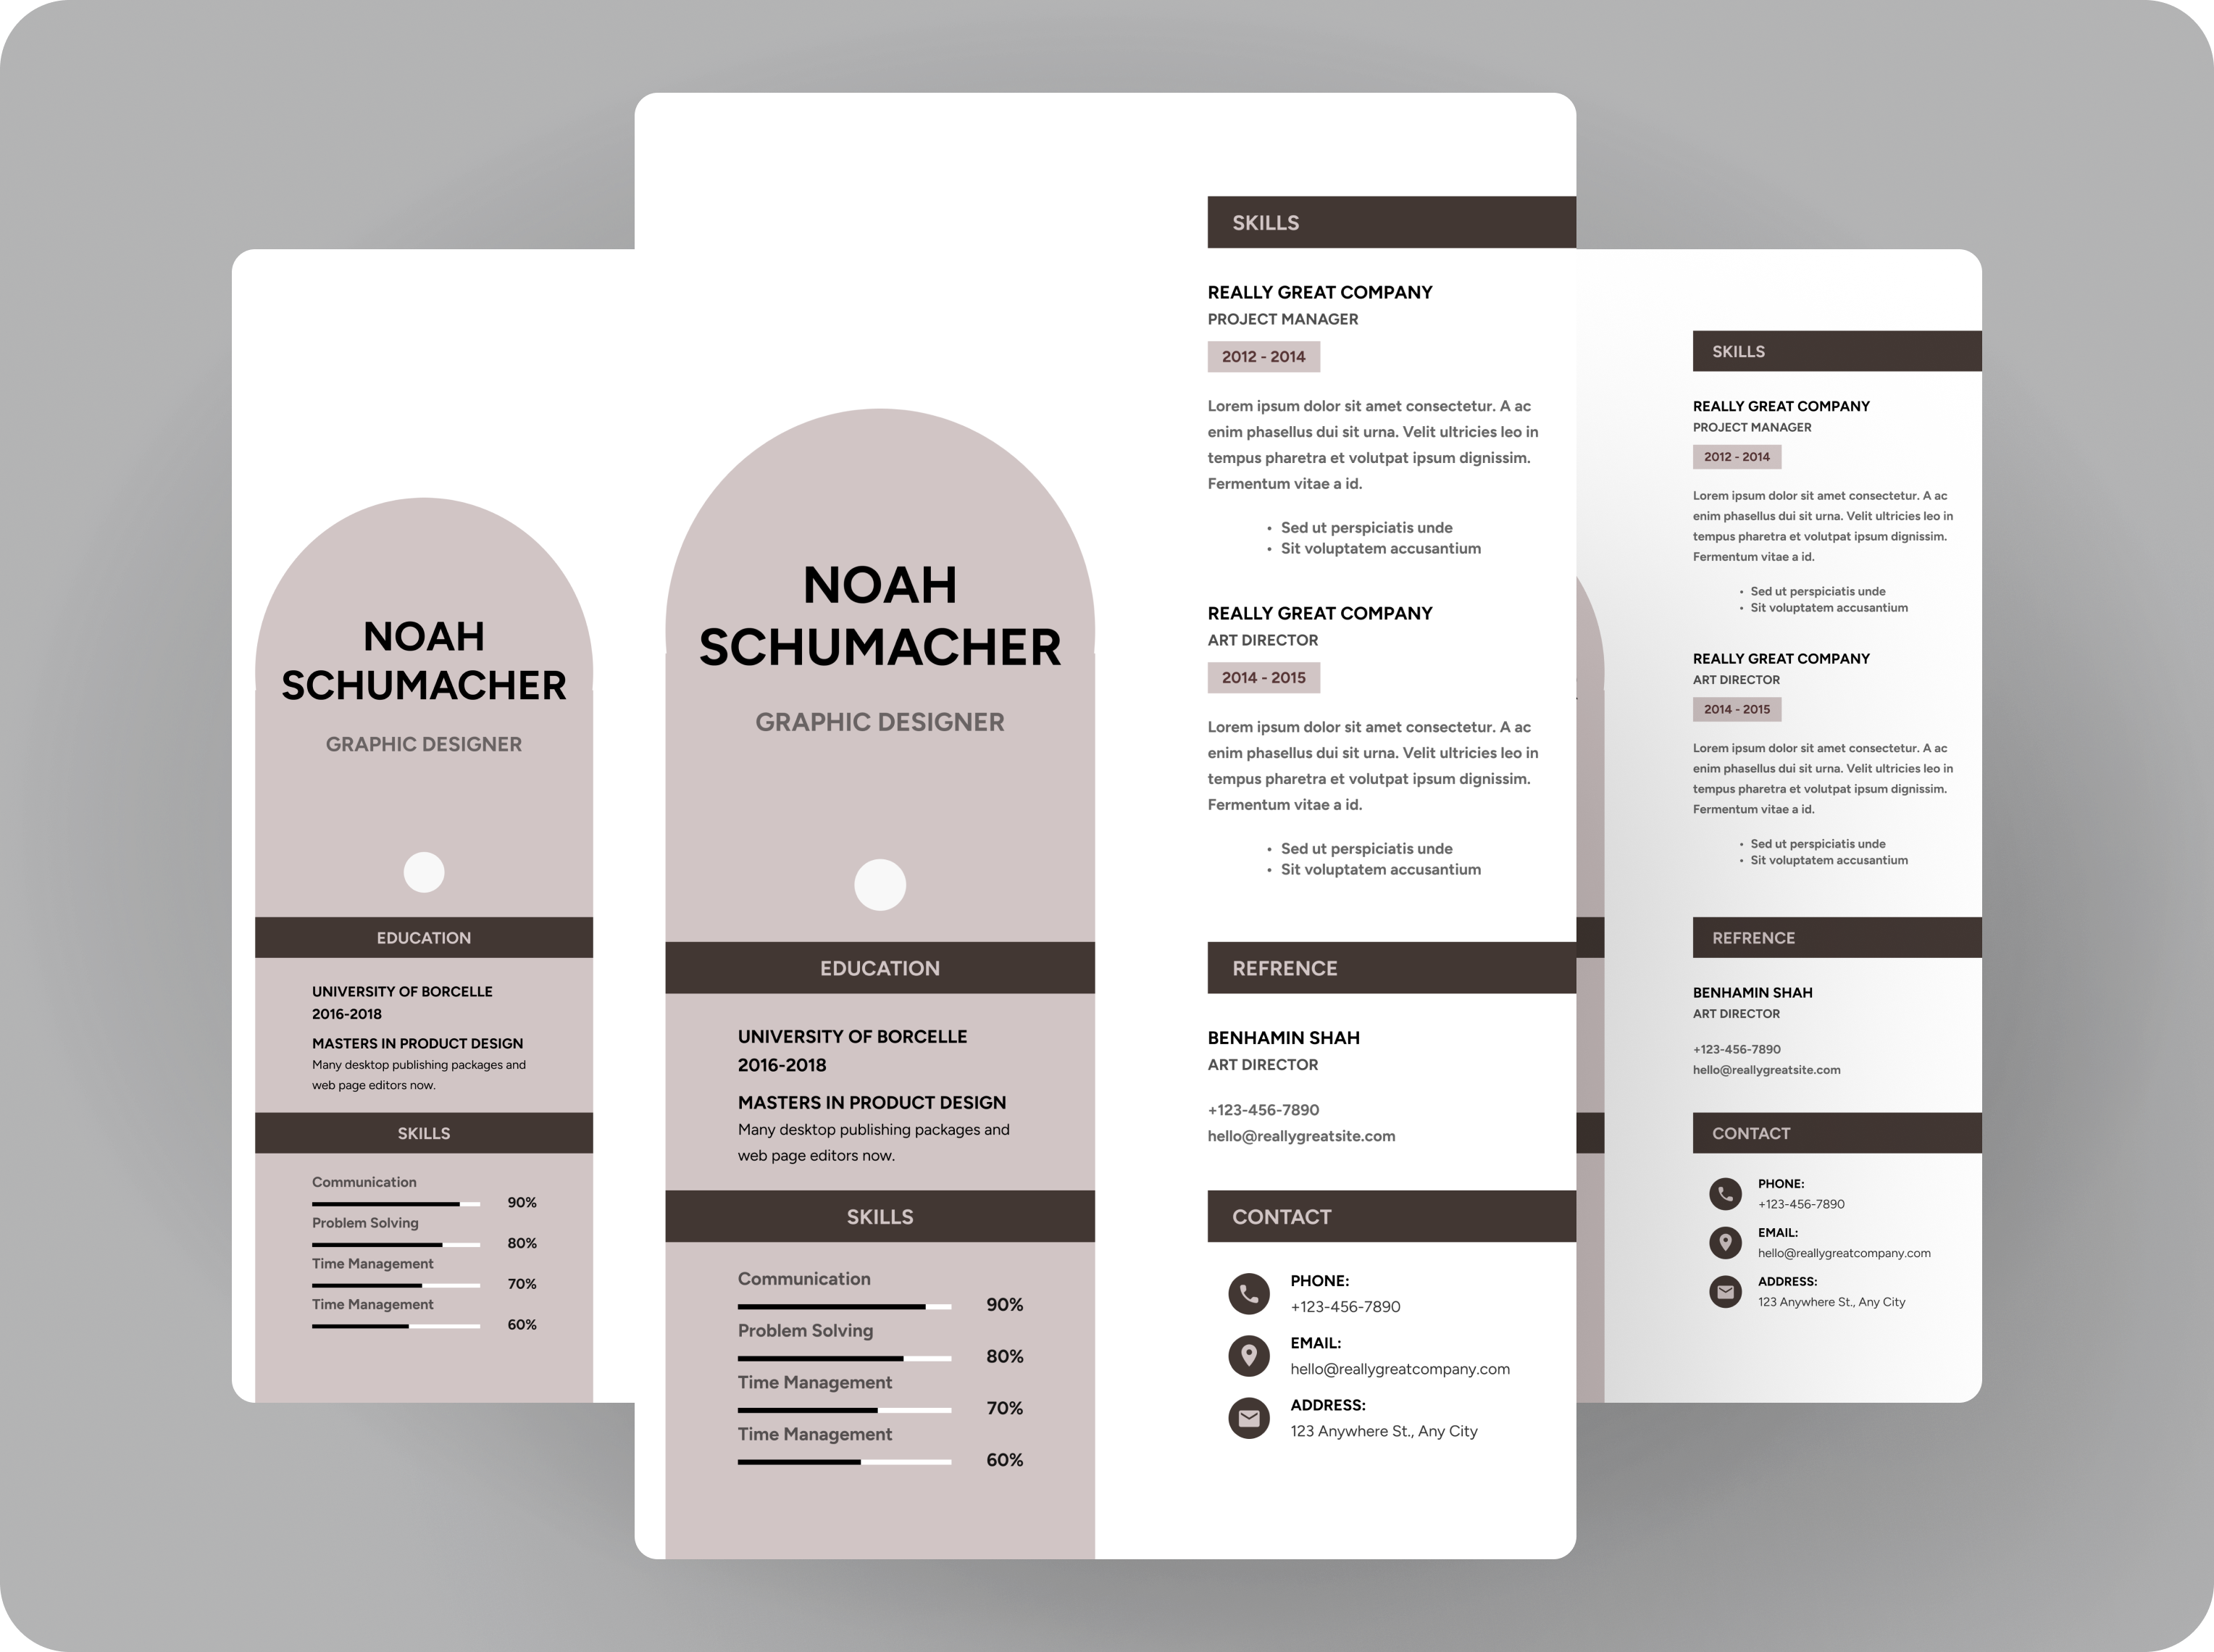 NOAH
SCHUMACHER
GRAPHIC DESIGNER
EDUCATION
UNIVERSITY OF BORCELLE
2016-2018
MASTERS IN PRODUCT DESIGN
Many desktop publishing packages and
web page editors now.
SKILLS
Communication
90%
Problem Solving
80%
Time Management
70%
Time Management
60%
NOAH
SCHUMACHER
GRAPHIC DESIGNER
EDUCATION
UNIVERSITY OF BORCELLE
2016-2018
MASTERS IN PRODUCT DESIGN
Many desktop publishing packages and
web page editors now.
SKILLS
Communication
90%
Problem Solving
80%
Time Management
70%
Time Management
60%
SKILLS
REALLY GREAT COMPANY
PROJECT MANAGER
2012 - 2014
Lorem ipsum dolor sit amet consectetur. A ac
enim phasellus dui sit urna. Velit ultricies leo in
tempus pharetra et volutpat ipsum dignissim.
Fermentum vitae a id.
• Sed ut perspiciatis unde
• Sit voluptatem accusantium
REALLY GREAT COMPANY
ART DIRECTOR
2014 - 2015
Lorem ipsum dolor sit amet consectetur. A ac
enim phasellus dui sit urna. Velit ultricies leo in
tempus pharetra et volutpat ipsum dignissim.
Fermentum vitae a id.
• Sed ut perspiciatis unde
• Sit voluptatem accusantium
REFRENCE
BENHAMIN SHAH
ART DIRECTOR
+123-456-7890
hello@reallygreatsite.com
CONTACT
PHONE:
+123-456-7890
EMAIL:
hello@reallygreatcompany.com
ADDRESS:
123 Anywhere St., Any City
SKILLS
REALLY GREAT COMPANY
PROJECT MANAGER
2012 - 2014
Lorem ipsum dolor sit amet consectetur. A ac
enim phasellus dui sit urna. Velit ultricies leo in
tempus pharetra et volutpat ipsum dignissim.
Fermentum vitae a id.
• Sed ut perspiciatis unde
• Sit voluptatem accusantium
REALLY GREAT COMPANY
ART DIRECTOR
2014 - 2015
Lorem ipsum dolor sit amet consectetur. A ac
enim phasellus dui sit urna. Velit ultricies leo in
tempus pharetra et volutpat ipsum dignissim.
Fermentum vitae a id.
• Sed ut perspiciatis unde
• Sit voluptatem accusantium
REFRENCE
BENHAMIN SHAH
ART DIRECTOR
+123-456-7890
hello@reallygreatsite.com
CONTACT
PHONE:
+123-456-7890
EMAIL:
hello@reallygreatcompany.com
ADDRESS:
123 Anywhere St., Any City